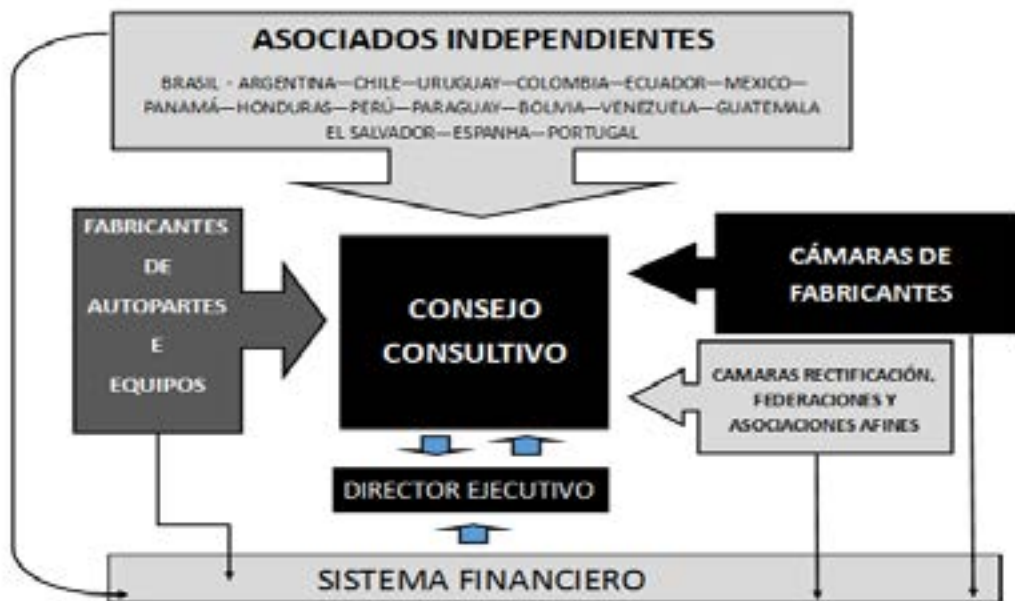 ASOCIADOS INDEPENDIENTES
BRASIL - ARGENTINA—CHILE—URUGUAY—COLOMBIA—ECUADOR—MEXICO—
PANAMÁ—HONDURAS—PERÚ—PARAGUAY—BOLIVIA—VENEZUELA—GUATEMALA
EL SALVADOR—ESPANHA—PORTUGAL
FABRICANTES
DE
AUTOPARTES
E
EQUIPOS
CONSEJO
CONSULTIVO
CÁMARAS DE
FABRICANTES
CAMARAS RECTIFICACIÓN.
FEDERACIONES Y
ASOCIACIONES AFINES
DIRECTOR EJECUTIVO
SISTEMA FINANCIERO